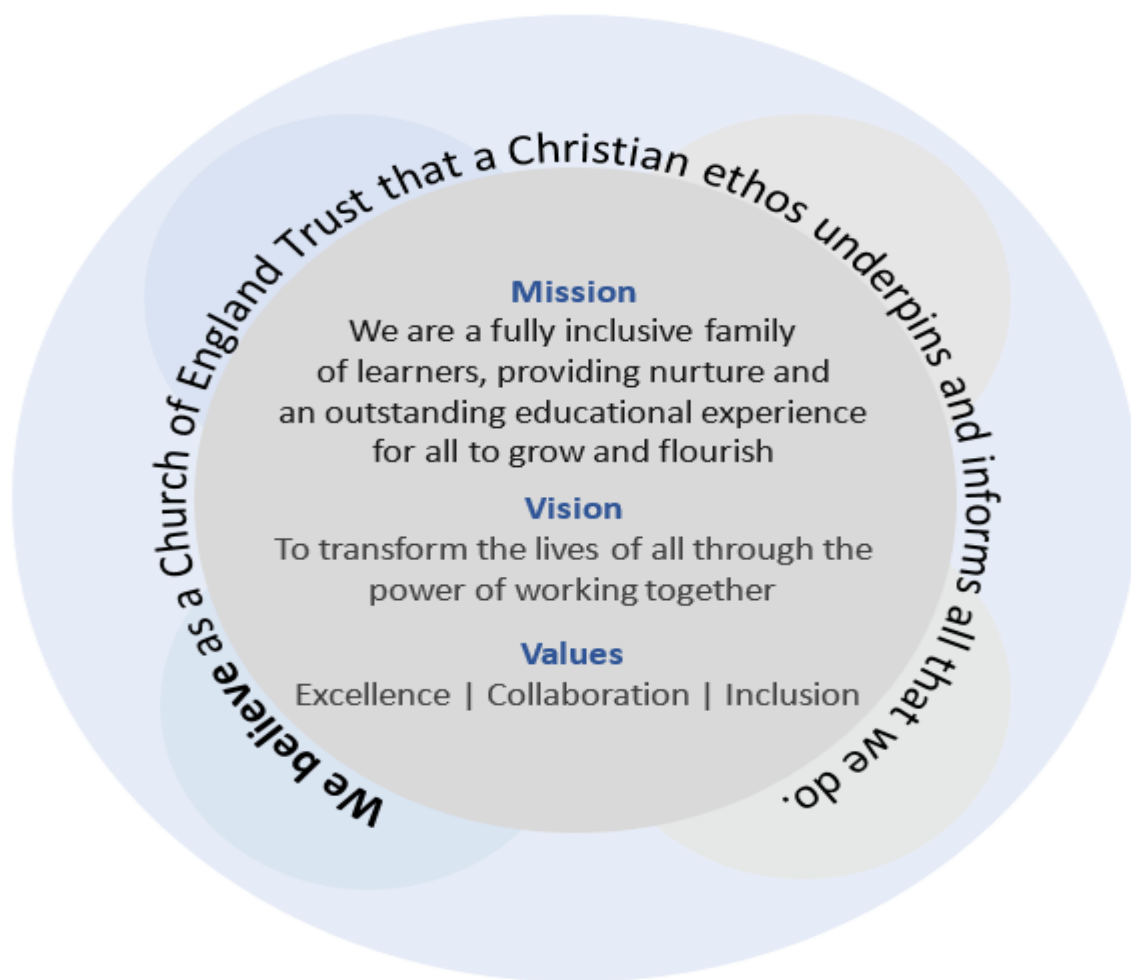 We believe as a Church of England Trust that a Christian ethos underpins and informs all that we do.
Mission
We are a fully inclusive family
of learners, providing nurture and
an outstanding educational experience
for all to grow and flourish
Vision
To transform the lives of all through the
power of working together
Values
Excellence | Collaboration | Inclusion